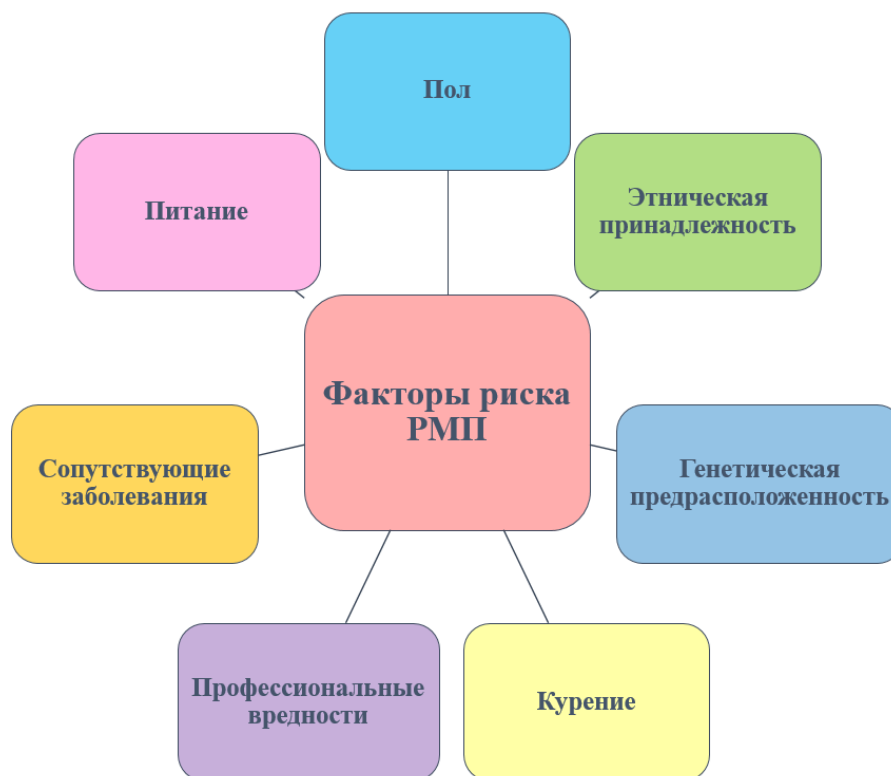 Пол
Этническая
принадлежность
Питание
Факторы риска
РМП
Сопутствующие
заболевания
Генетическая
предрасположенность
Профессиональные
вредности
Курение